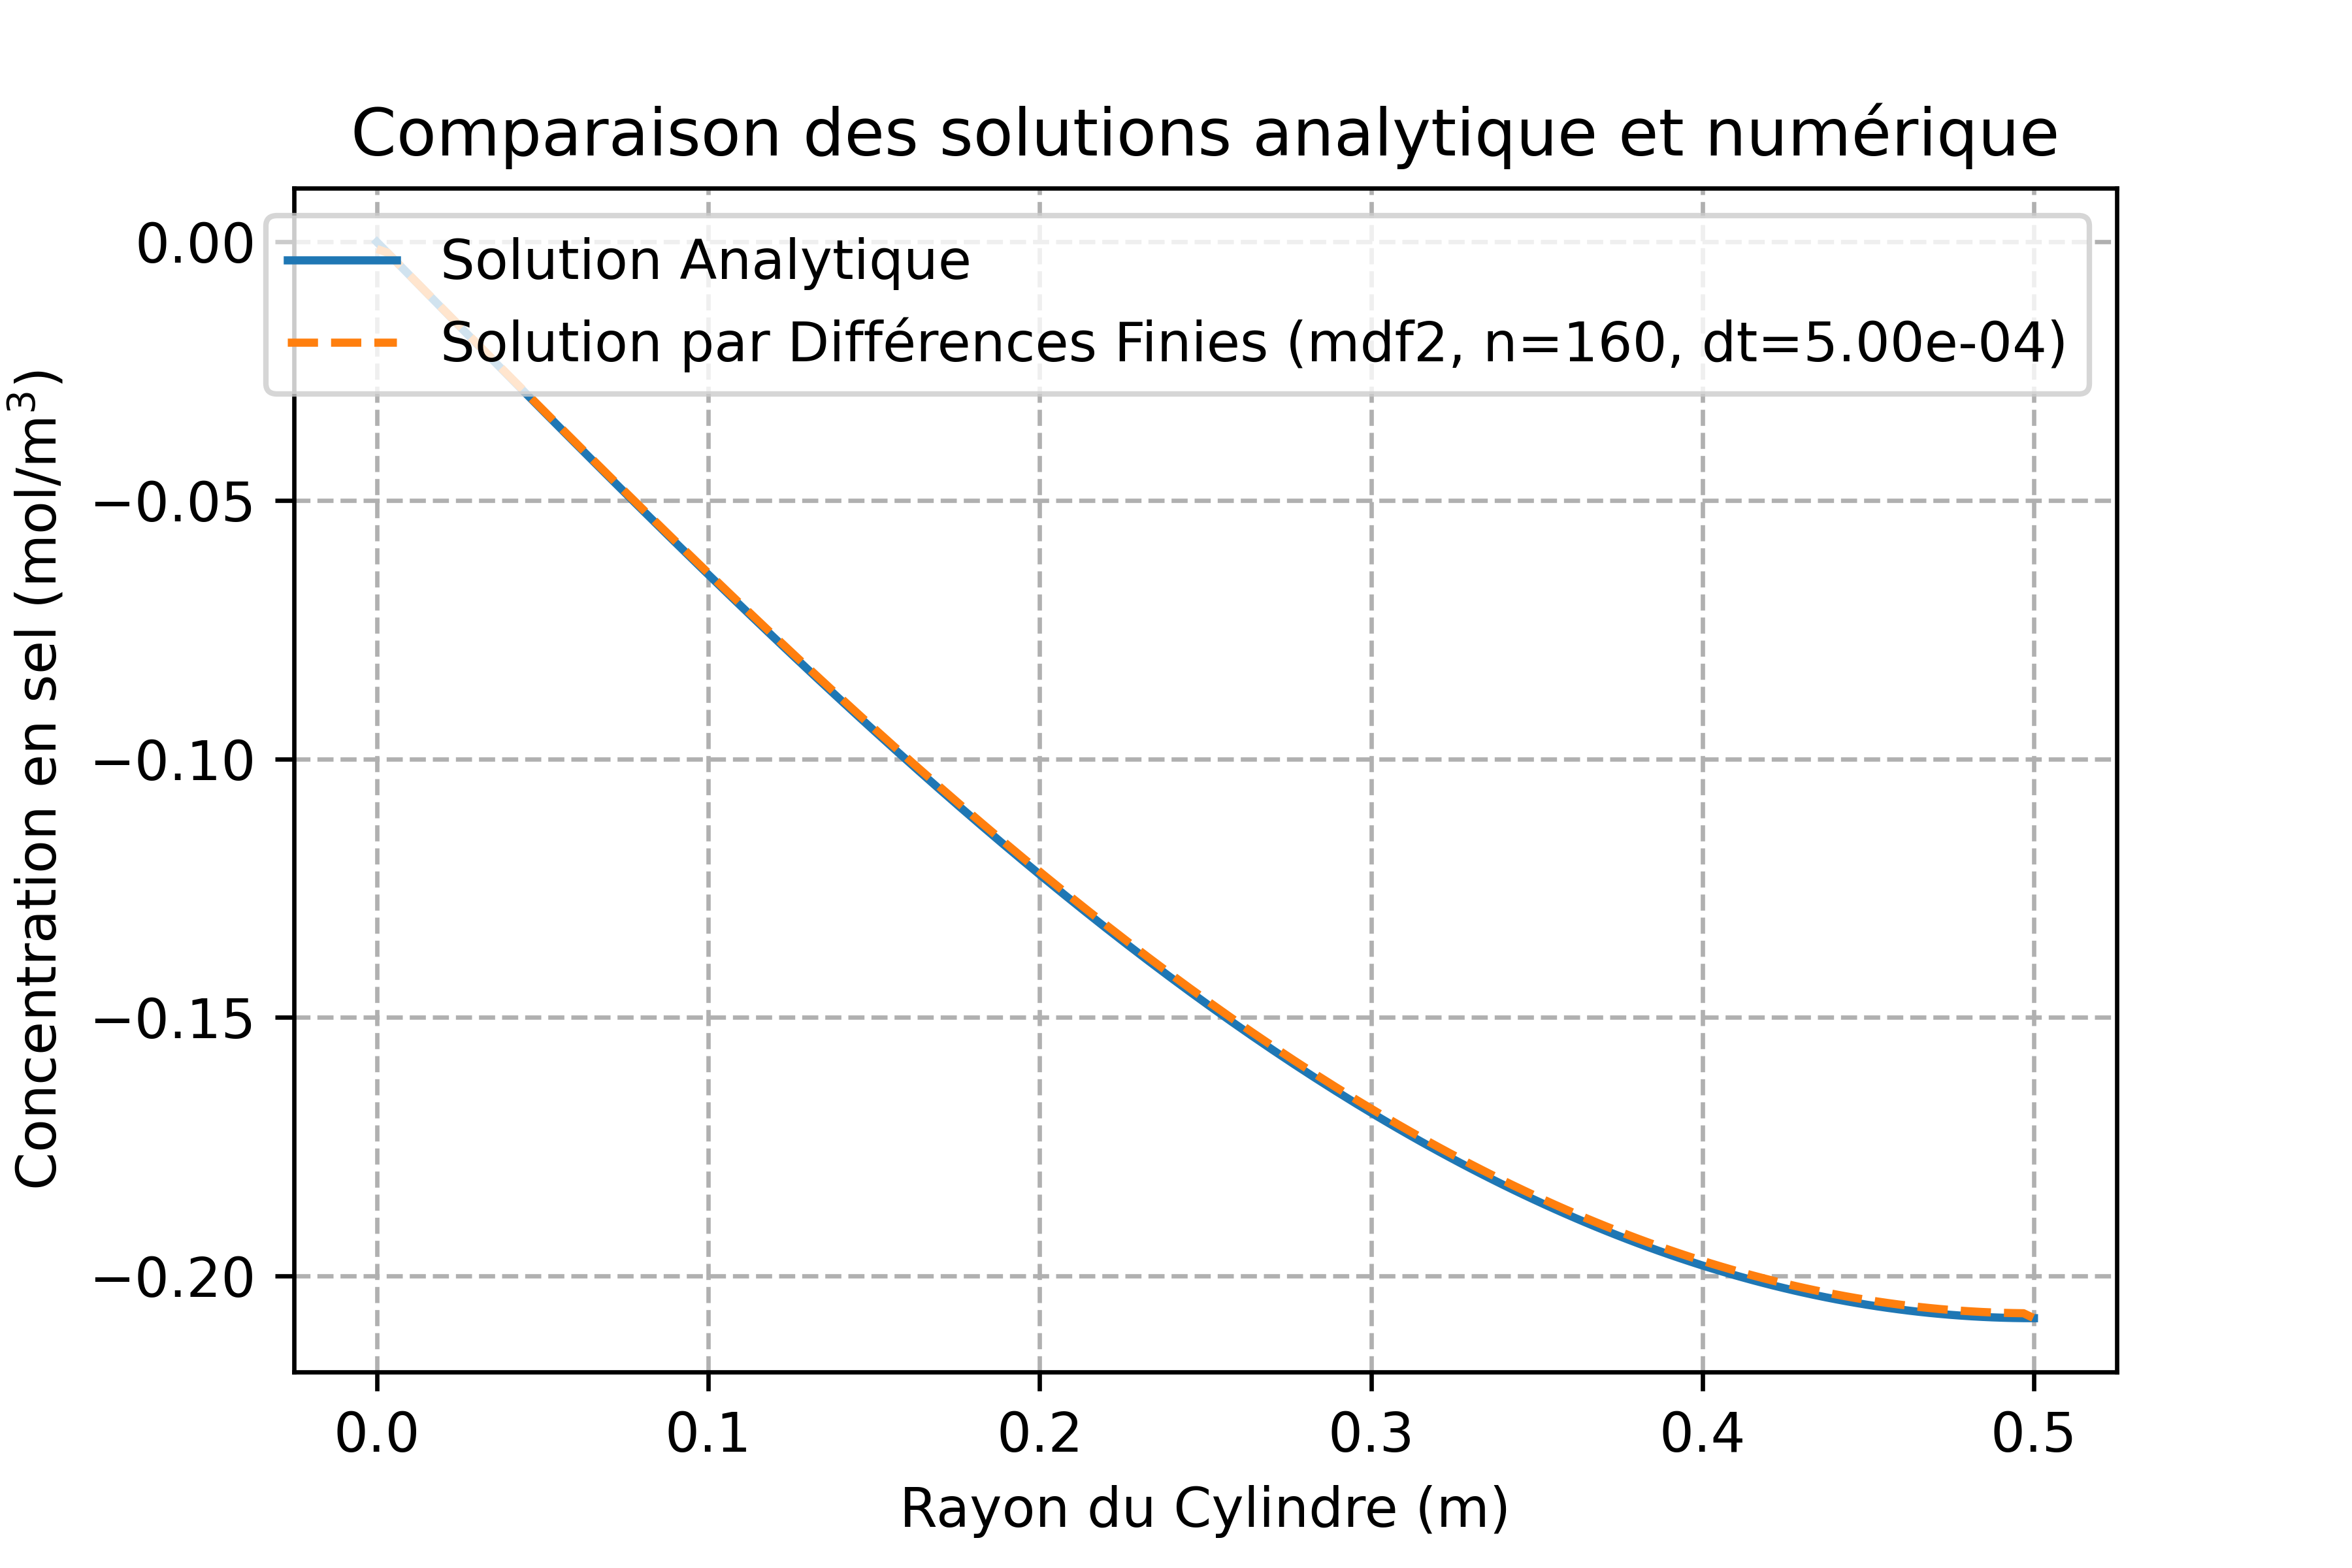 Comparaison des solutions analytique et numérique
Solution Analytique
Solution par Différences Finies (mdf2, n=160, dt=5.00e-04)
Concentration en sel (mol/m³)
0.00
−0.05
−0.10
−0.15
−0.20
0.0 0.1 0.2 0.3 0.4 0.5
Rayon du Cylindre (m)